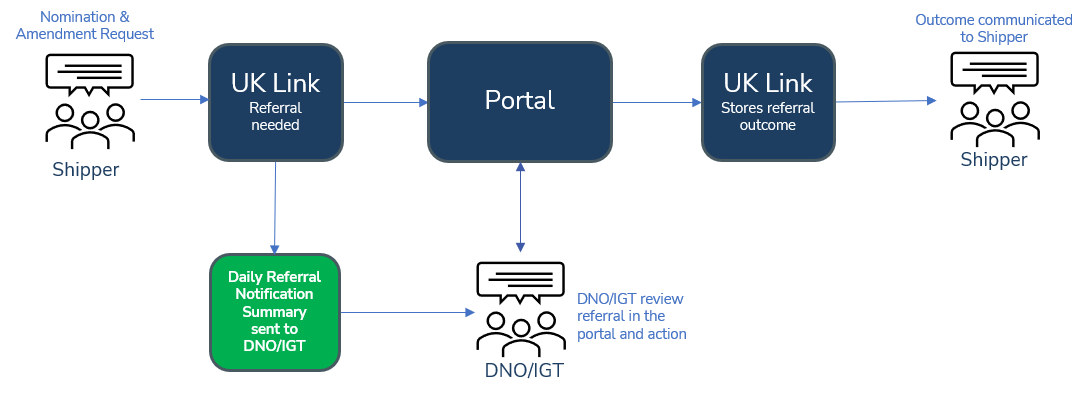 Nomination &
Amendment Request
Shipper
UK Link
Referral
needed
Portal
UK Link
Stores referral
outcome
Outcome communicated
to Shipper
Shipper
Daily Referral
Notification
Summary
sent to
DNO/IGT
DNO/IGT
DNO/IGT review
referral in the
portal and action